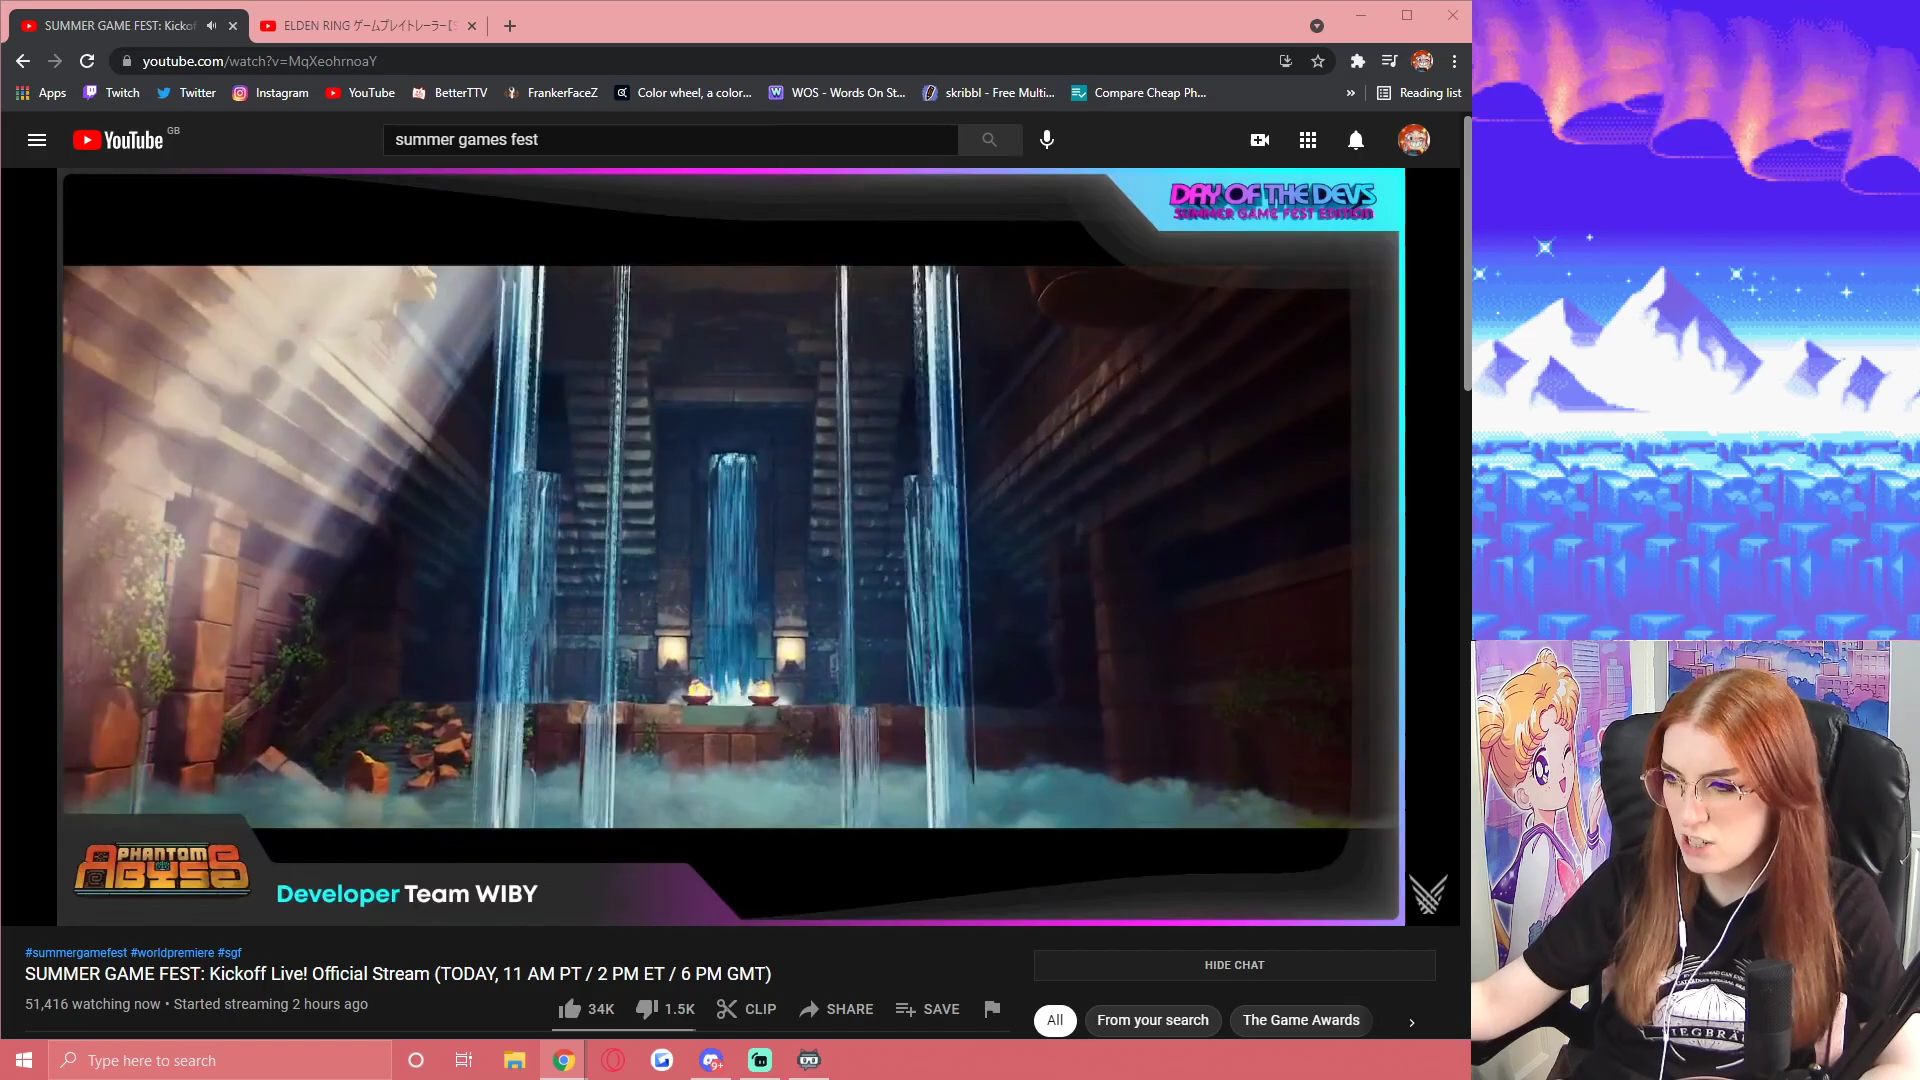 SUMMER GAME FEST: Kickof
ELDEN RING ゲームプレイトレーラー【S
youtube.com/watch?v=MqXeohrnoaY
Apps
Twitch
Twitter
Instagram
YouTube
BetterTTV
FrankerFaceZ
Color wheel, a color...
WOS - Words On St...
skribbl - Free Multi...
Compare Cheap Ph...
»
Reading list
YouTube GB
summer games fest
DAY OF THE DEVS
SUMMER GAME FEST EDITION
PHANTOM
ABYSS
Developer Team WIBY
#summergamefest #worldpremiere #sgf
SUMMER GAME FEST: Kickoff Live! Official Stream (TODAY, 11 AM PT / 2 PM ET / 6 PM GMT)
51,416 watching now • Started streaming 2 hours ago
34K
1.5K
CLIP
SHARE
SAVE
HIDE CHAT
All
From your search
The Game Awards
Type here to search
9+